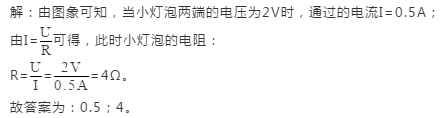 解：由图象可知，当小灯泡两端的电压为2V时，通过的电流I=0.5A；
由I=U/R可得，此时小灯泡的电阻：
R=U/I=2V/0.5A=4Ω。
故答案为：0.5；4。